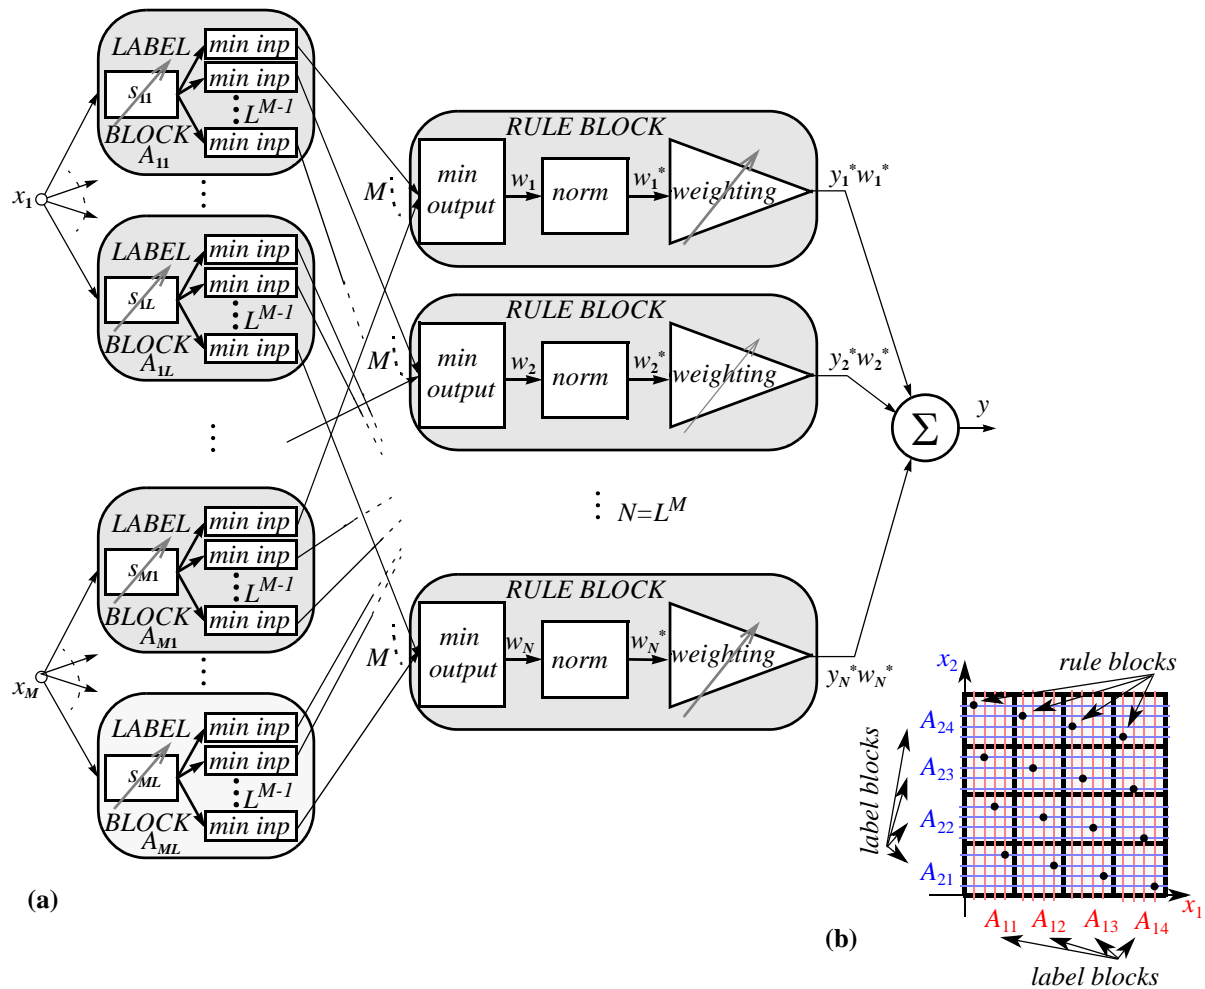 LABEL
s11
min inp
min inp
L^{M-1}
min inp
BLOCK
A11
x1
LABEL
s1L
min inp
min inp
L^{M-1}
min inp
BLOCK
A1L
LABEL
sM1
min inp
min inp
L^{M-1}
min inp
BLOCK
AM1
xM
LABEL
sML
min inp
min inp
L^{M-1}
min inp
BLOCK
AML
RULE BLOCK
M
min
output
w1
norm
w1*
weighting
y1*w1*
RULE BLOCK
M
min
output
w2
norm
w2*
weighting
y2*w2*
Σ
y
N=L^M
RULE BLOCK
M
min
output
wN
norm
wN*
weighting
yN*wN*
(a)
x2
rule blocks
A24
A23
A22
A21
label blocks
x1
A11 A12 A13 A14
label blocks
(b)